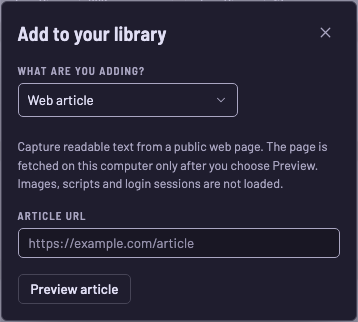 Add to your library
WHAT ARE YOU ADDING?
Web article
Capture readable text from a public web page. The page is
fetched on this computer only after you choose Preview.
Images, scripts and login sessions are not loaded.
ARTICLE URL
https://example.com/article
Preview article